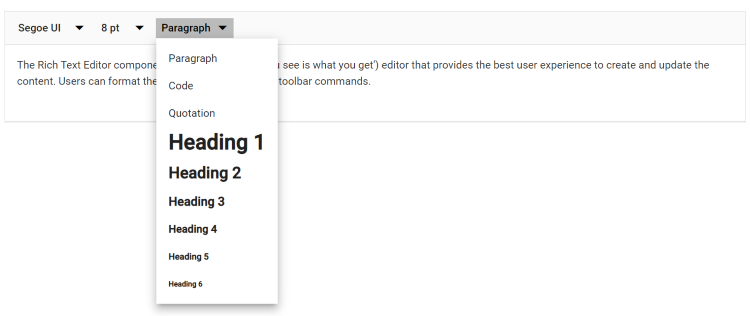 Segoe UI 8 pt Paragraph
The Rich Text Editor compone see is what you get') editor that provides the best user experience to create and update the
content. Users can format the toolbar commands.
Paragraph
Code
Quotation
Heading 1
Heading 2
Heading 3
Heading 4
Heading 5
Heading 6